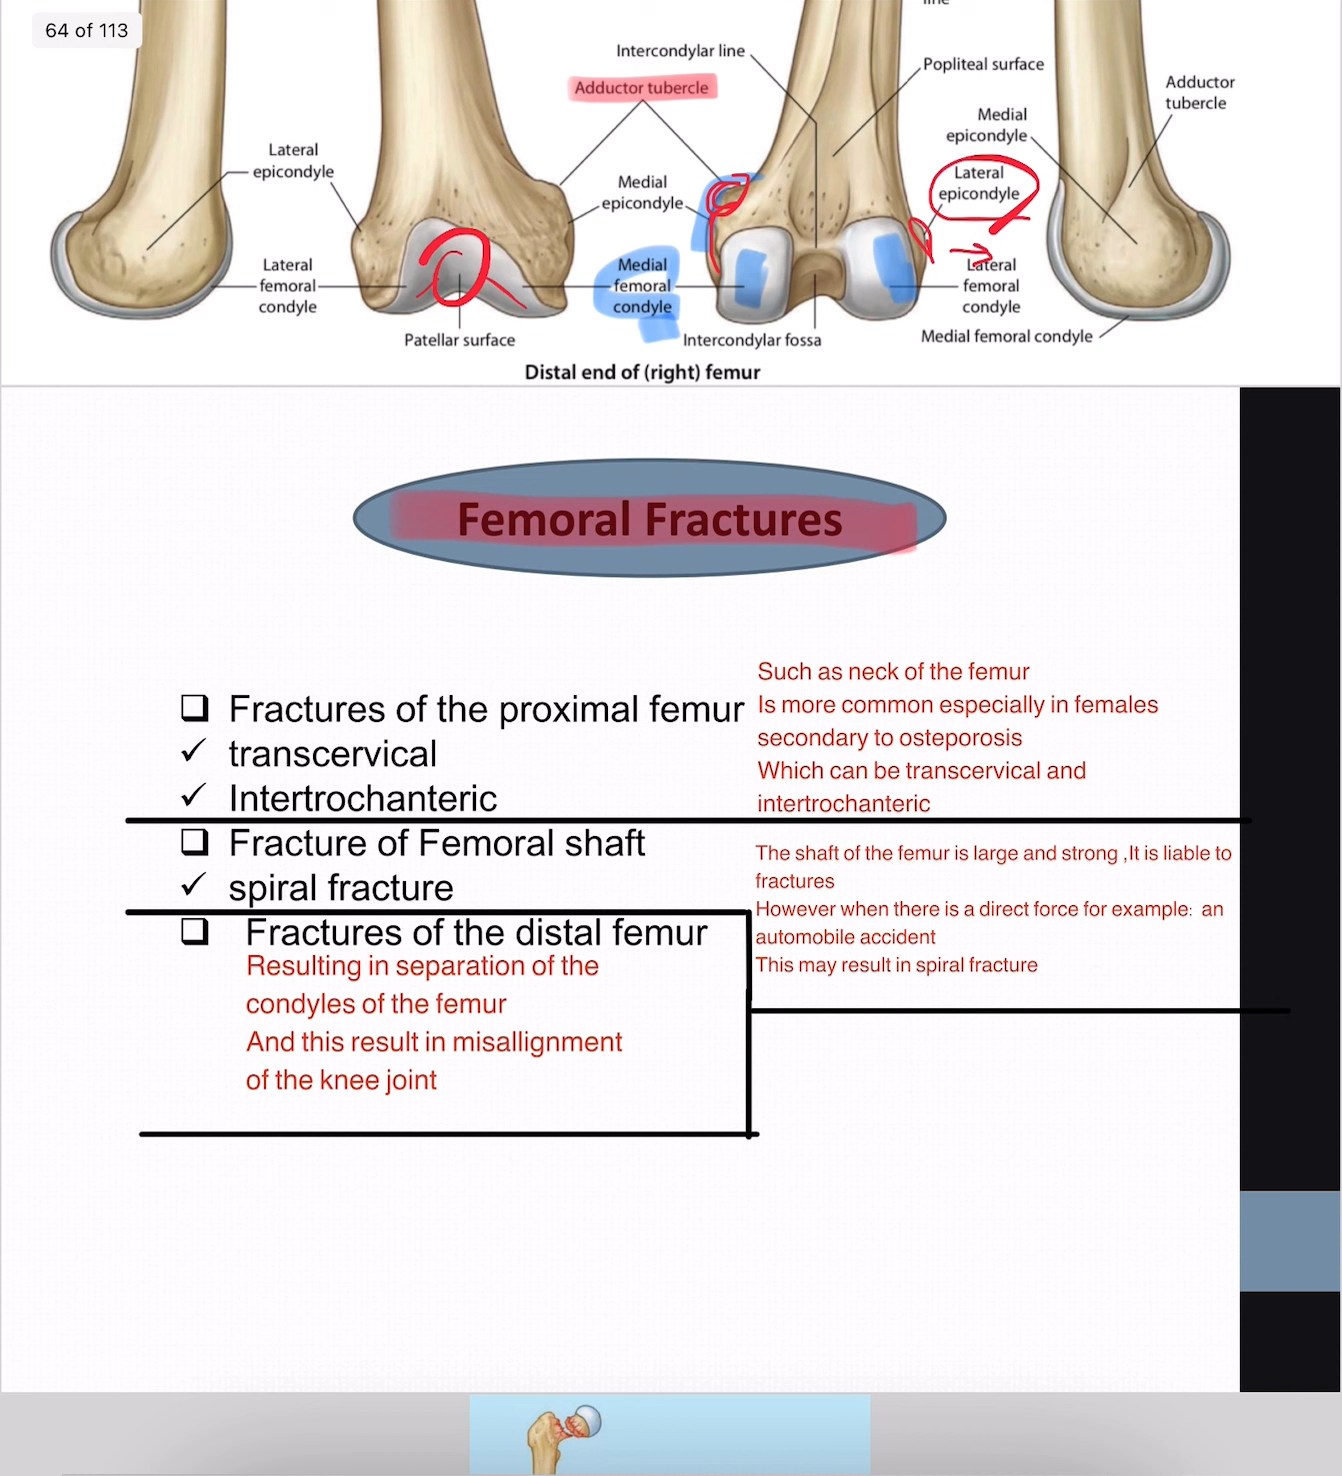 64 of 113
Intercondylar line
Adductor tubercle
Popliteal surface
Adductor
tubercle
Medial
epicondyle
Lateral
epicondyle
Medial
epicondyle
Lateral
epicondyle
Lateral
femoral
condyle
Medial
femoral
condyle
Lateral
femoral
condyle
Patellar surface
Intercondylar fossa
Medial femoral condyle
Distal end of (right) femur
Femoral Fractures
Fractures of the proximal femur
transcervical
Intertrochanteric
Such as neck of the femur
Is more common especially in females
secondary to osteporosis
Which can be transcervical and
intertrochanteric
Fracture of Femoral shaft
spiral fracture
The shaft of the femur is large and strong ,It is liable to
fractures
However when there is a direct force for example: an
automobile accident
This may result in spiral fracture
Fractures of the distal femur
Resulting in separation of the
condyles of the femur
And this result in misallignment
of the knee joint